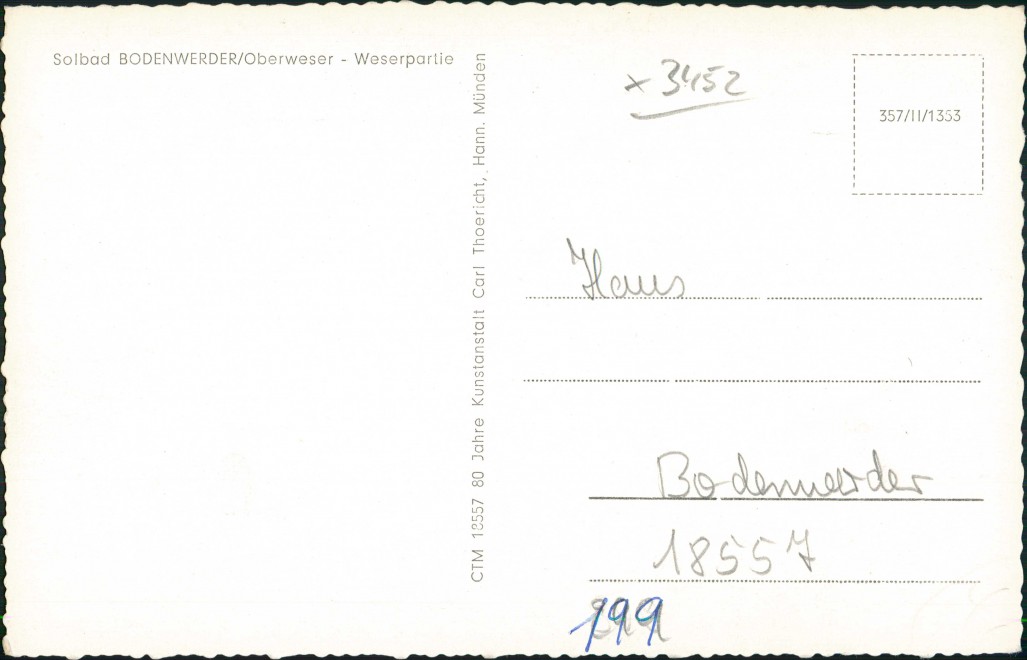 Solbad BODENWERDER/Oberweser - Weserpartie
CTM 18557 80 Jahre Kunstanstalt Carl Thoericht, Hann. Münden
x 3452
357/II/1353
Haus
Bodenwerder
18557
199